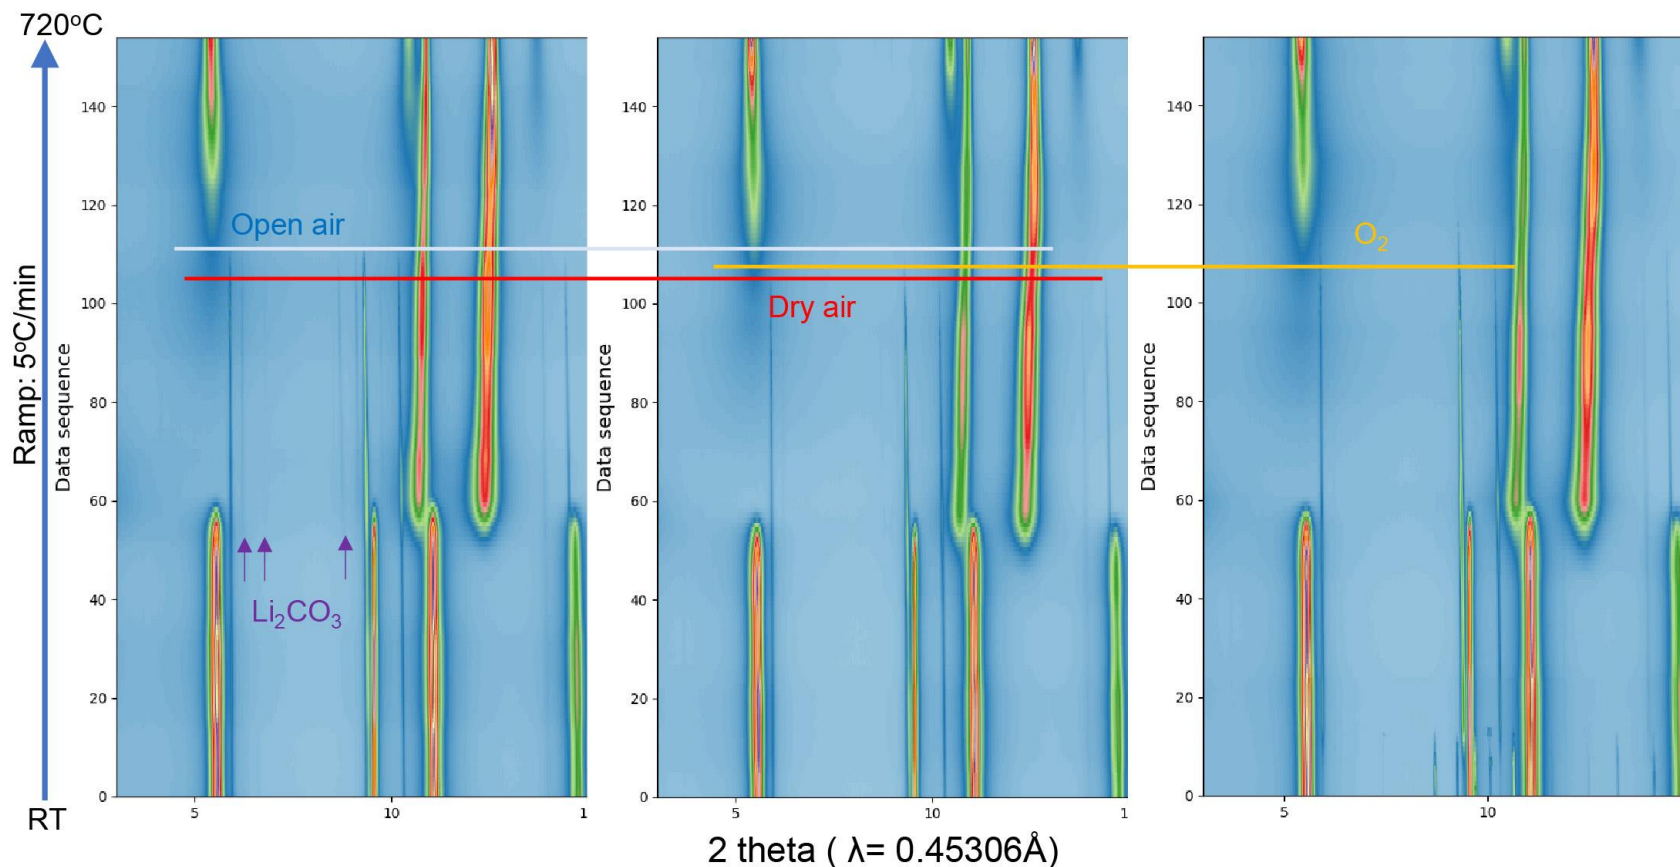 720°C
Ramp: 5°C/min
RT
Data sequence
140
120
100
80
60
40
20
0
5
10
1
Open air
Li₂CO₃
Data sequence
140
120
100
80
60
40
20
0
5
10
1
Dry air
Data sequence
140
120
100
80
60
40
20
0
5
10
O₂
2 theta ( λ= 0.45306Å)